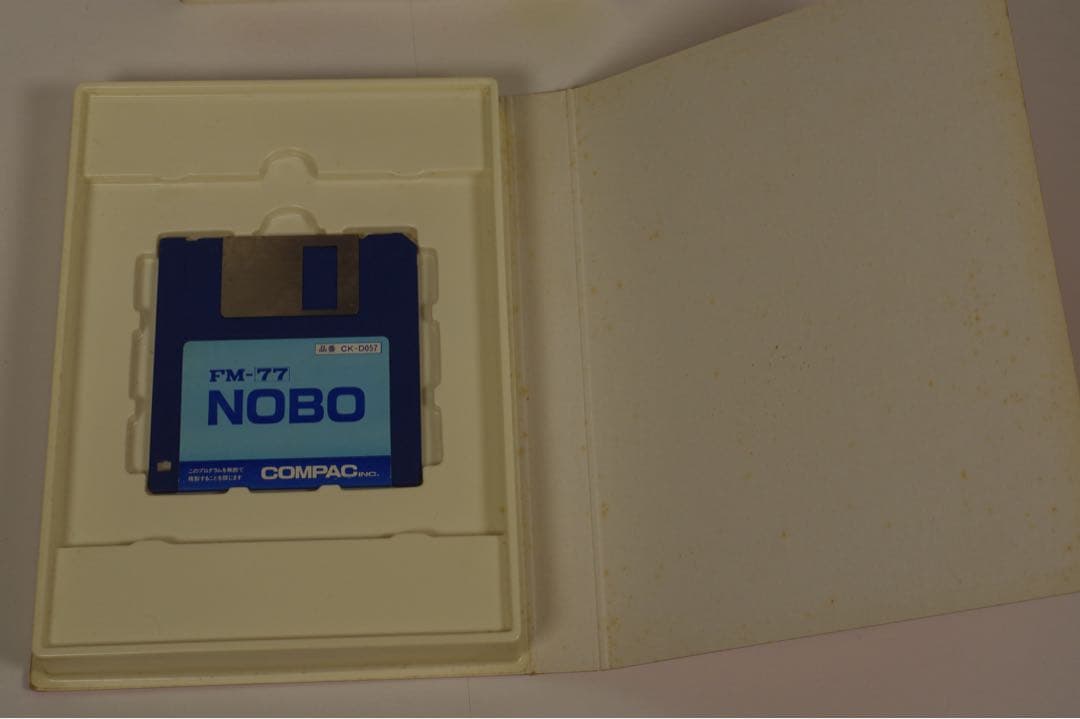 品番 CK-D057
FM-77
NOBO
このプログラムを無断で
複製することを禁じます
COMPAC INC.